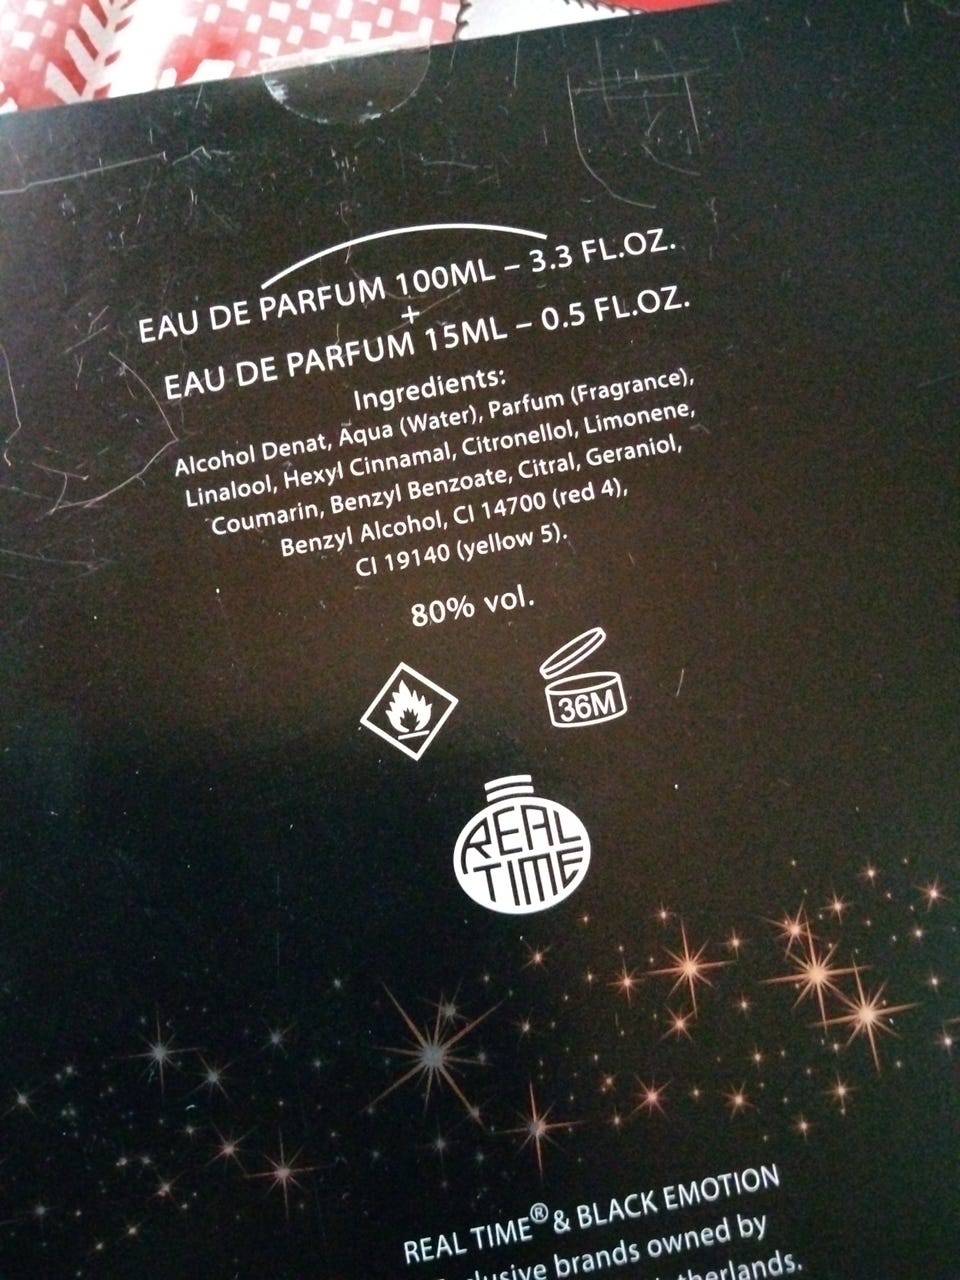 EAU DE PARFUM 100ML – 3.3 FL.OZ.
+
EAU DE PARFUM 15ML – 0.5 FL.OZ.
Ingredients:
Alcohol Denat, Aqua (Water), Parfum (Fragrance),
Linalool, Hexyl Cinnamal, Citronellol, Limonene,
Coumarin, Benzyl Benzoate, Citral, Geraniol,
Benzyl Alcohol, CI 14700 (red 4),
CI 19140 (yellow 5).
80% vol.
36M
REAL
TIME
REAL TIME® & BLACK EMOTION
brands owned by